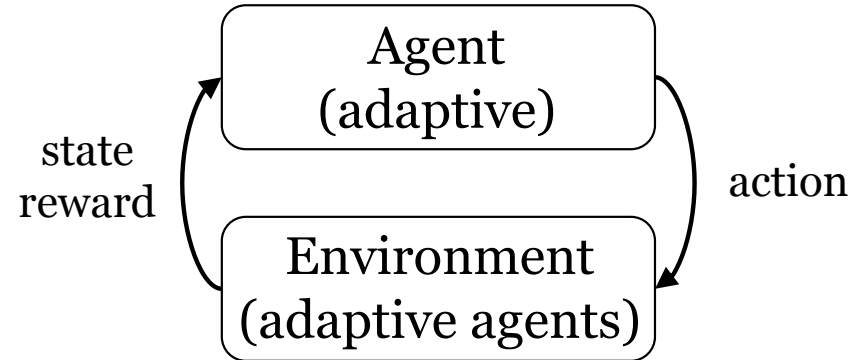 Agent
(adaptive)
state
reward
action
Environment
(adaptive agents)